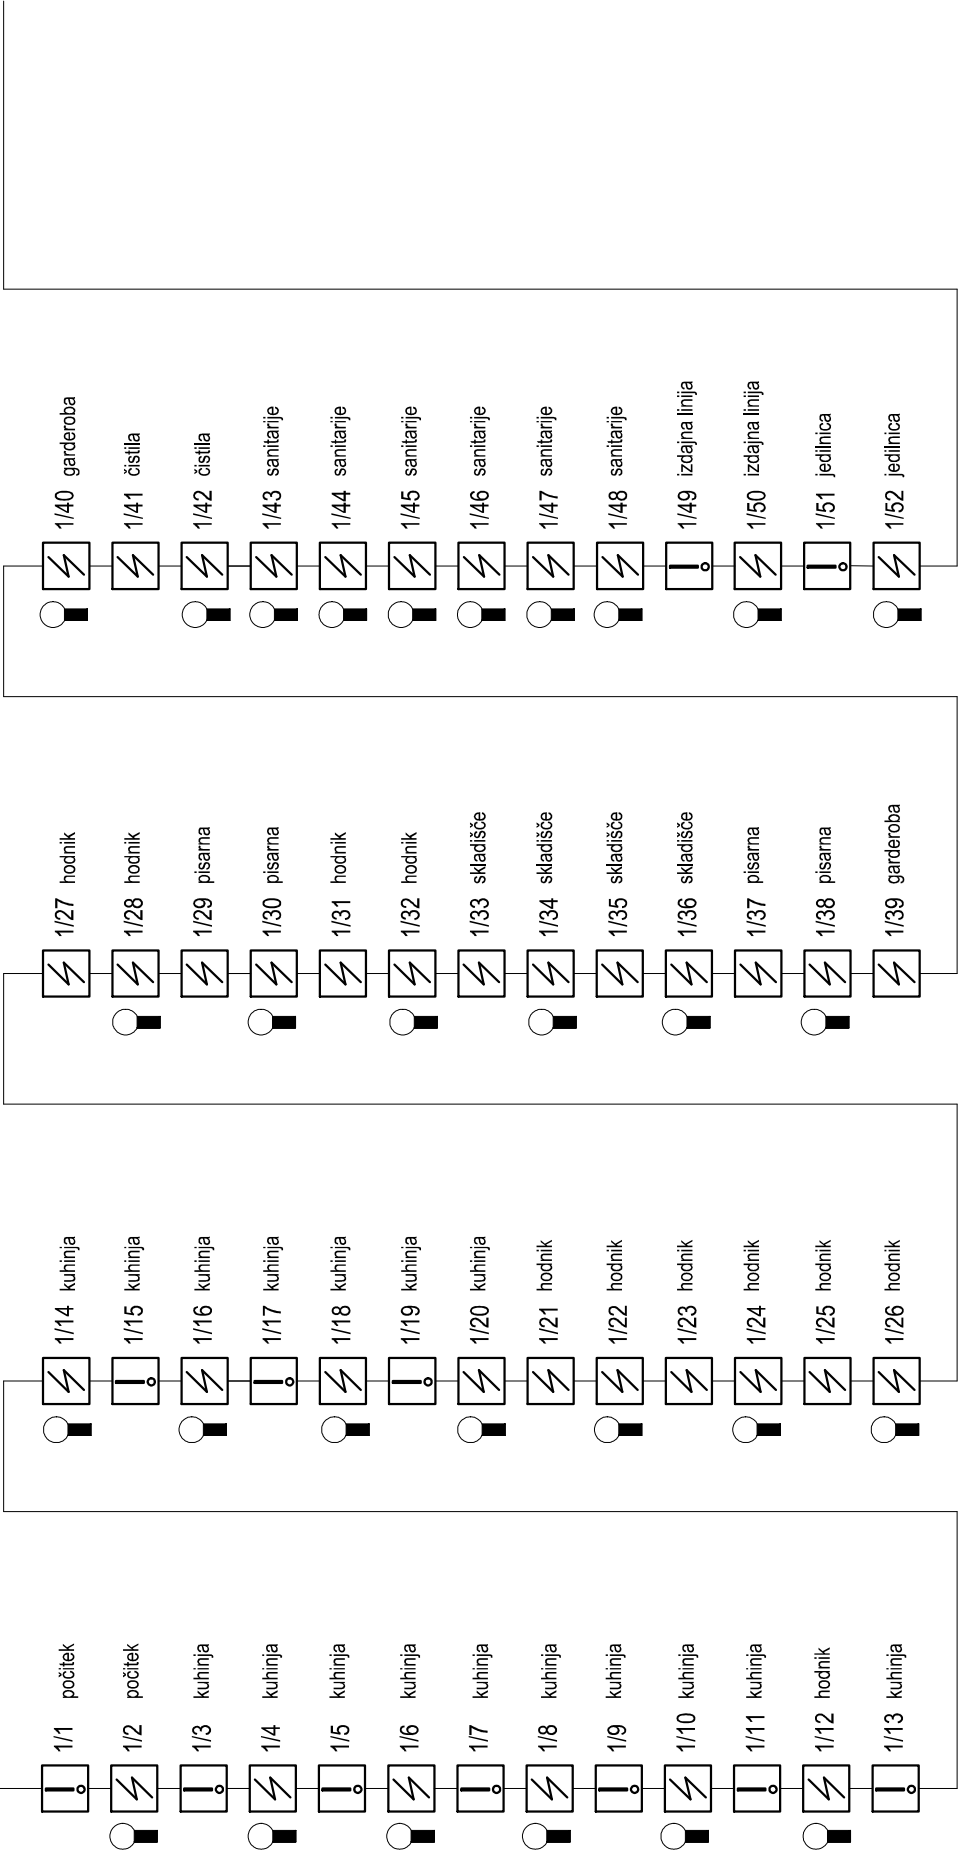 1/1 počitek
1/2 počitek
1/3 kuhinja
1/4 kuhinja
1/5 kuhinja
1/6 kuhinja
1/7 kuhinja
1/8 kuhinja
1/9 kuhinja
1/10 kuhinja
1/11 kuhinja
1/12 hodnik
1/13 kuhinja
1/14 kuhinja
1/15 kuhinja
1/16 kuhinja
1/17 kuhinja
1/18 kuhinja
1/19 kuhinja
1/20 kuhinja
1/21 hodnik
1/22 hodnik
1/23 hodnik
1/24 hodnik
1/25 hodnik
1/26 hodnik
1/27 hodnik
1/28 hodnik
1/29 pisarna
1/30 pisarna
1/31 hodnik
1/32 hodnik
1/33 skladišče
1/34 skladišče
1/35 skladišče
1/36 skladišče
1/37 pisarna
1/38 pisarna
1/39 garderoba
1/40 garderoba
1/41 čistila
1/42 čistila
1/43 sanitarije
1/44 sanitarije
1/45 sanitarije
1/46 sanitarije
1/47 sanitarije
1/48 sanitarije
1/49 izdajna linija
1/50 izdajna linija
1/51 jedilnica
1/52 jedilnica